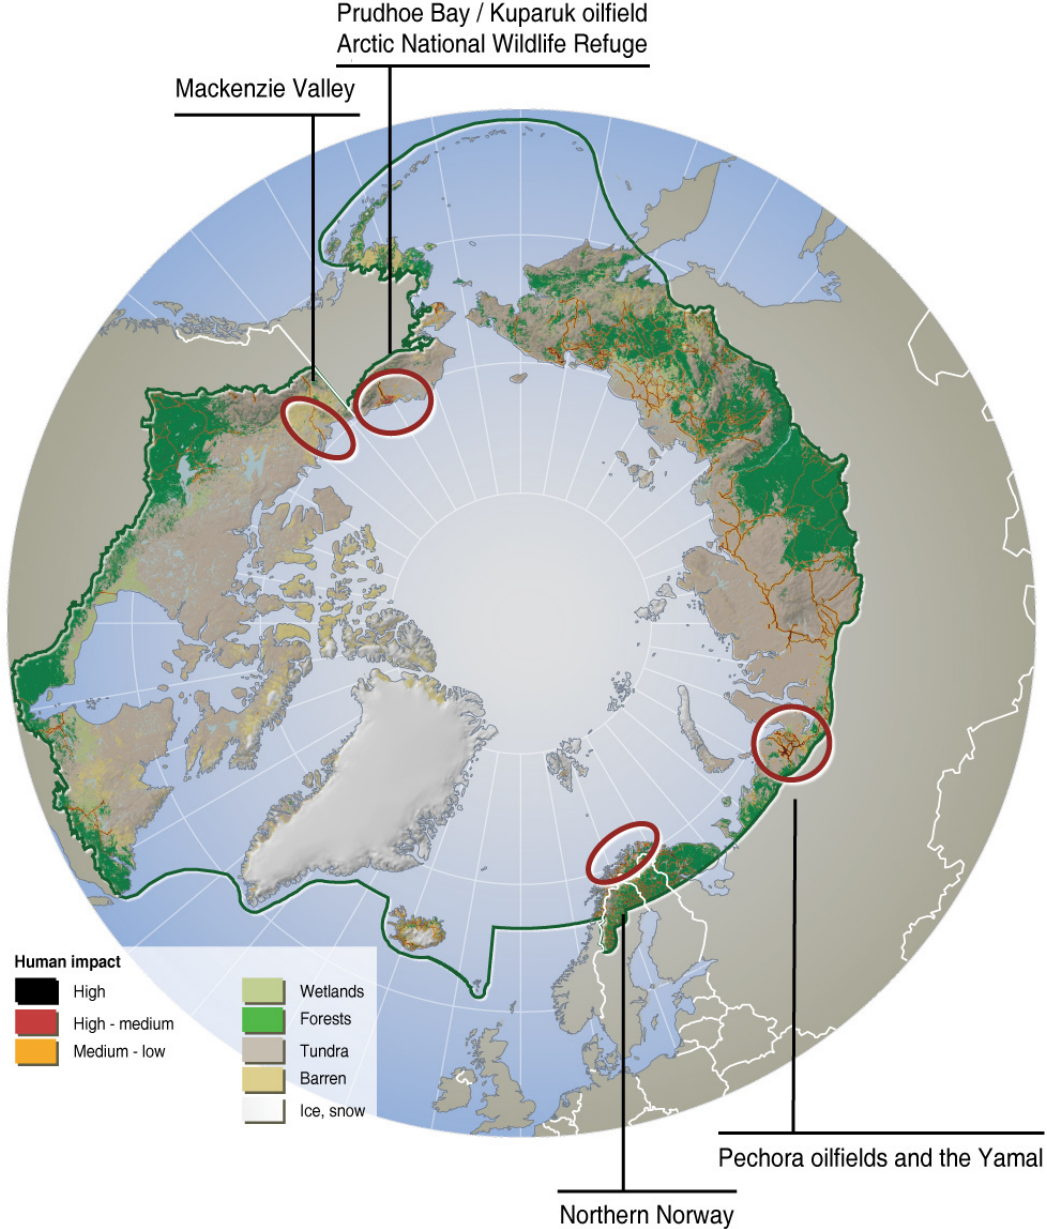 Prudhoe Bay / Kuparuk oilfield
Arctic National Wildlife Refuge
Mackenzie Valley
Human impact
High
High - medium
Medium - low
Wetlands
Forests
Tundra
Barren
Ice, snow
Pechora oilfields and the Yamal
Northern Norway